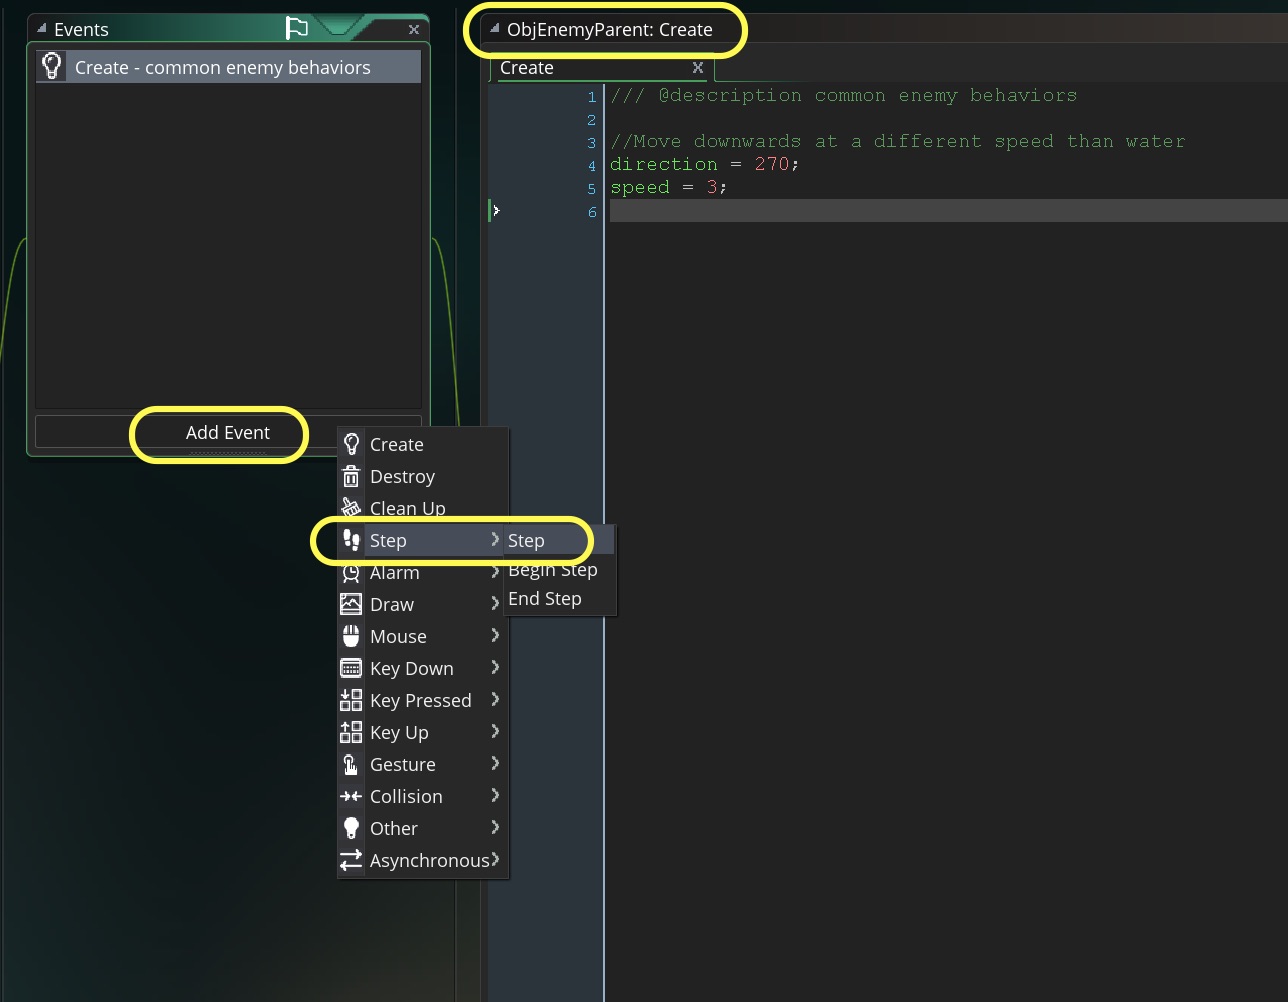 Events
x
Create - common enemy behaviors
Add Event
Create
Destroy
Clean Up
Step
Alarm
Draw
Mouse
Key Down
Key Pressed
Key Up
Gesture
Collision
Other
Asynchronous
Step
Begin Step
End Step
ObjEnemyParent: Create
Create x
1 /// @description common enemy behaviors
2
3 //Move downwards at a different speed than water
4 direction = 270;
5 speed = 3;
6